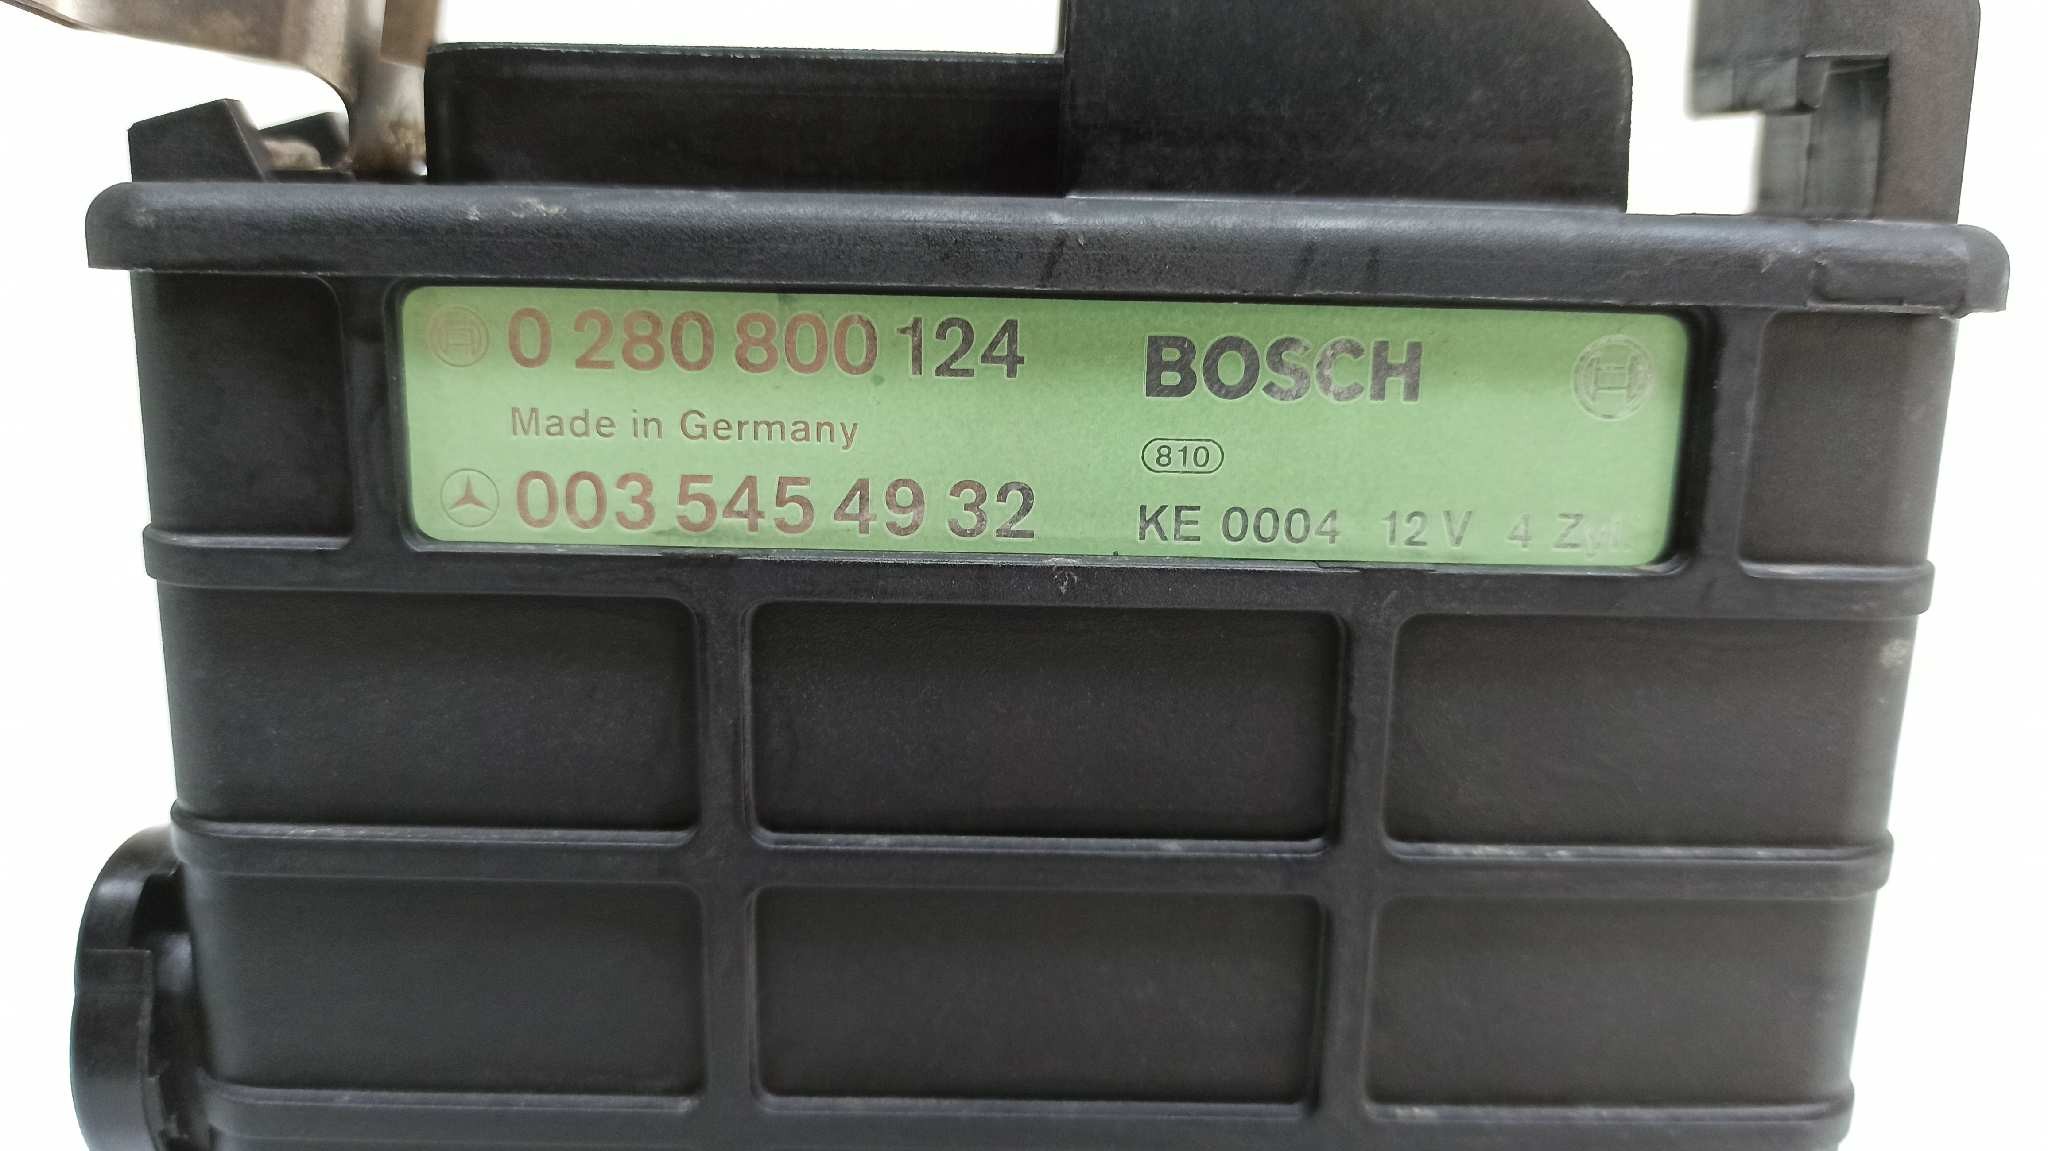 0 280 800 124
BOSCH
Made in Germany
810
003 545 49 32
KE 0004 12 V 4 Zyl.